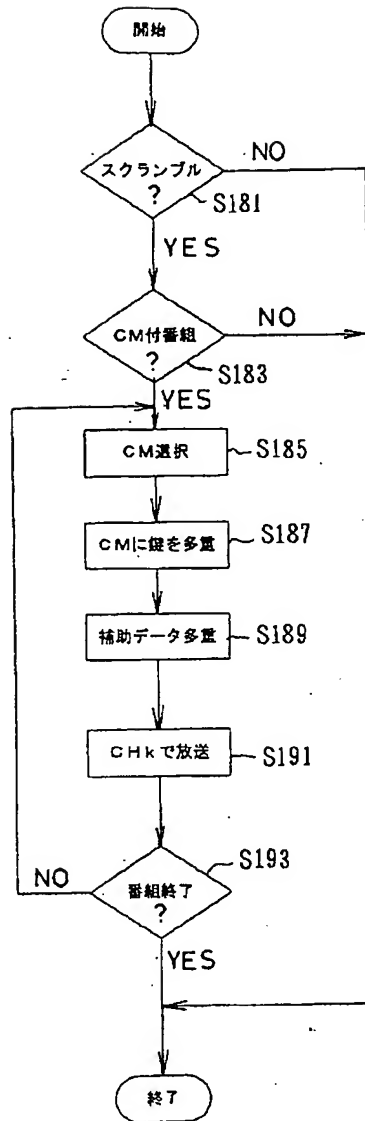 開始
スクランブル
?
NO
S181
YES
CM付番組
?
NO
S183
YES
CM選択
S185
CMに鍵を多重
S187
補助データ多重
S189
CHkで放送
S191
番組終了
?
S193
NO
YES
終了